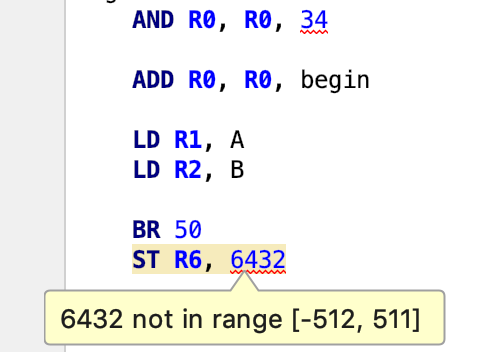 AND R0, R0, 34
ADD R0, R0, begin
LD R1, A
LD R2, B
BR 50
ST R6, 6432
6432 not in range [-512, 511]